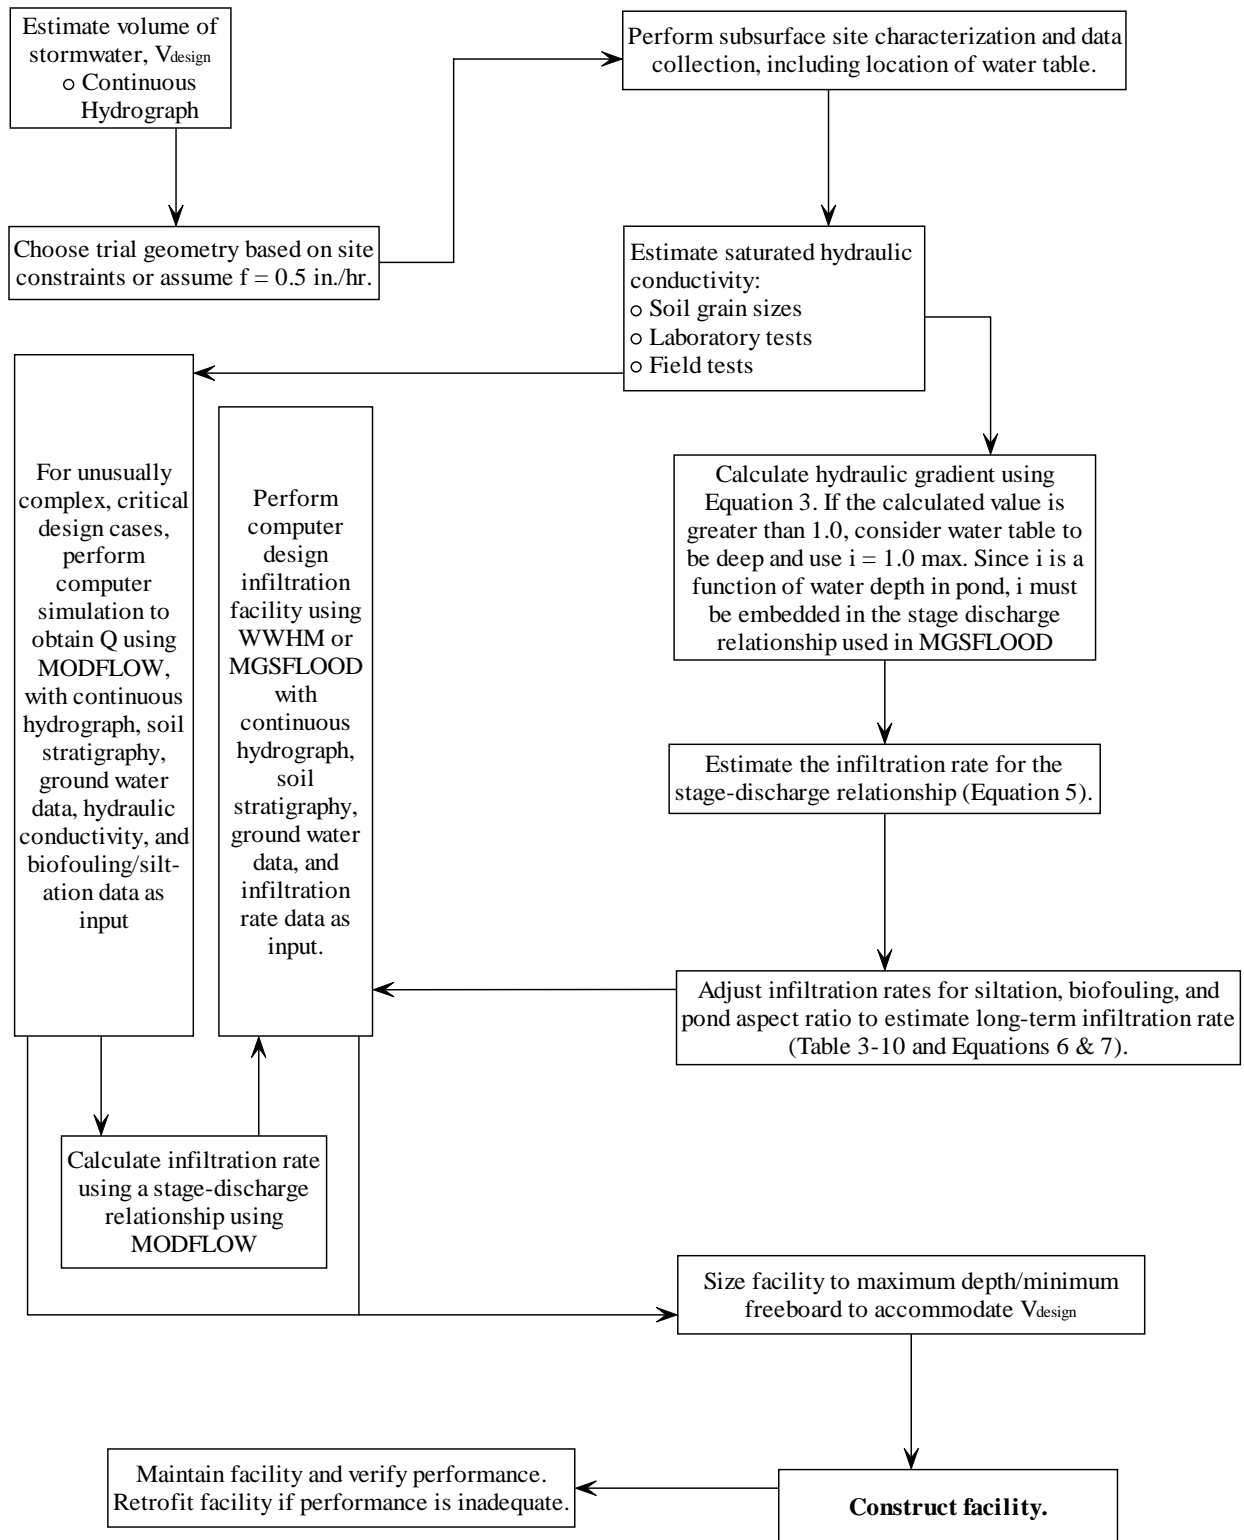 Estimate volume of
stormwater, Vdesign
○ Continuous
Hydrograph
Perform subsurface site characterization and data
collection, including location of water table.
Choose trial geometry based on site
constraints or assume f = 0.5 in./hr.
Estimate saturated hydraulic
conductivity:
○ Soil grain sizes
○ Laboratory tests
○ Field tests
For unusually
complex, critical
design cases,
perform
computer
simulation to
obtain Q using
MODFLOW,
with continuous
hydrograph, soil
stratigraphy,
ground water
data, hydraulic
conductivity, and
biofouling/silt-
ation data as
input
Perform
computer
design
infiltration
facility using
WWHM or
MGSFLOOD
with
continuous
hydrograph,
soil
stratigraphy,
ground water
data, and
infiltration
rate data as
input.
Calculate hydraulic gradient using
Equation 3. If the calculated value is
greater than 1.0, consider water table to
be deep and use i = 1.0 max. Since i is a
function of water depth in pond, i must
be embedded in the stage discharge
relationship used in MGSFLOOD
Estimate the infiltration rate for the
stage-discharge relationship (Equation 5).
Adjust infiltration rates for siltation, biofouling, and
pond aspect ratio to estimate long-term infiltration rate
(Table 3-10 and Equations 6 & 7).
Calculate infiltration rate
using a stage-discharge
relationship using
MODFLOW
Size facility to maximum depth/minimum
freeboard to accommodate Vdesign
Maintain facility and verify performance.
Retrofit facility if performance is inadequate.
Construct facility.